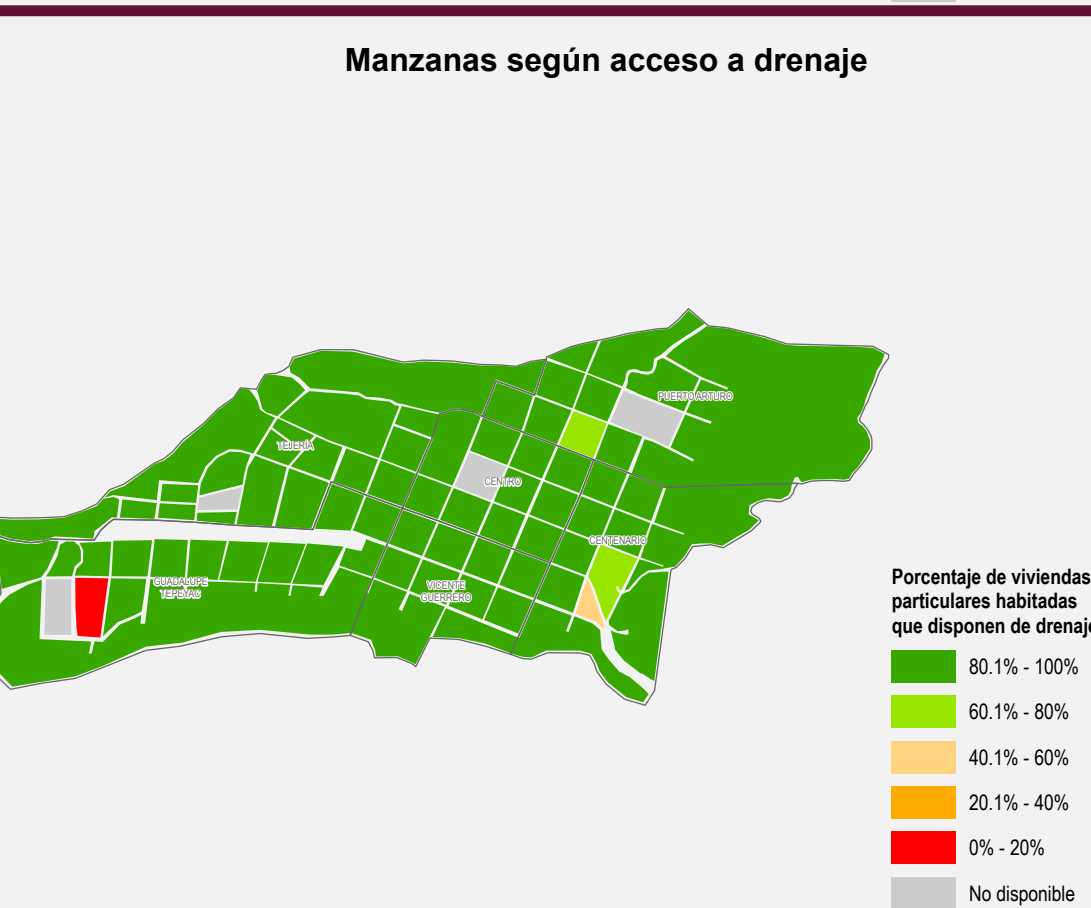 Manzanas según acceso a drenaje
PUERTO ARTURO
TEJERÍA
CENTRO
CENTENARIO
GUADALUPE
TEPEYAC
VICENTE
GUERRERO
Porcentaje de viviendas
particulares habitadas
que disponen de drenaje
80.1% - 100%
60.1% - 80%
40.1% - 60%
20.1% - 40%
0% - 20%
No disponible